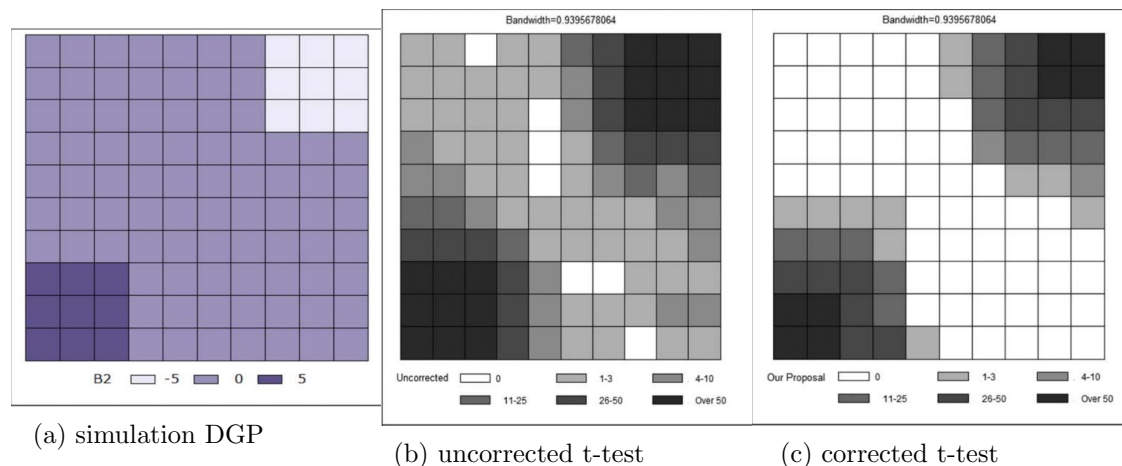 Bandwidth=0.9395678064
Bandwidth=0.9395678064
B2 -5 0 5
Uncorrected 0 1-3 4-10
11-25 26-50 Over 50
Our Proposal 0 1-3 4-10
11-25 26-50 Over 50
(a) simulation DGP
(b) uncorrected t-test
(c) corrected t-test